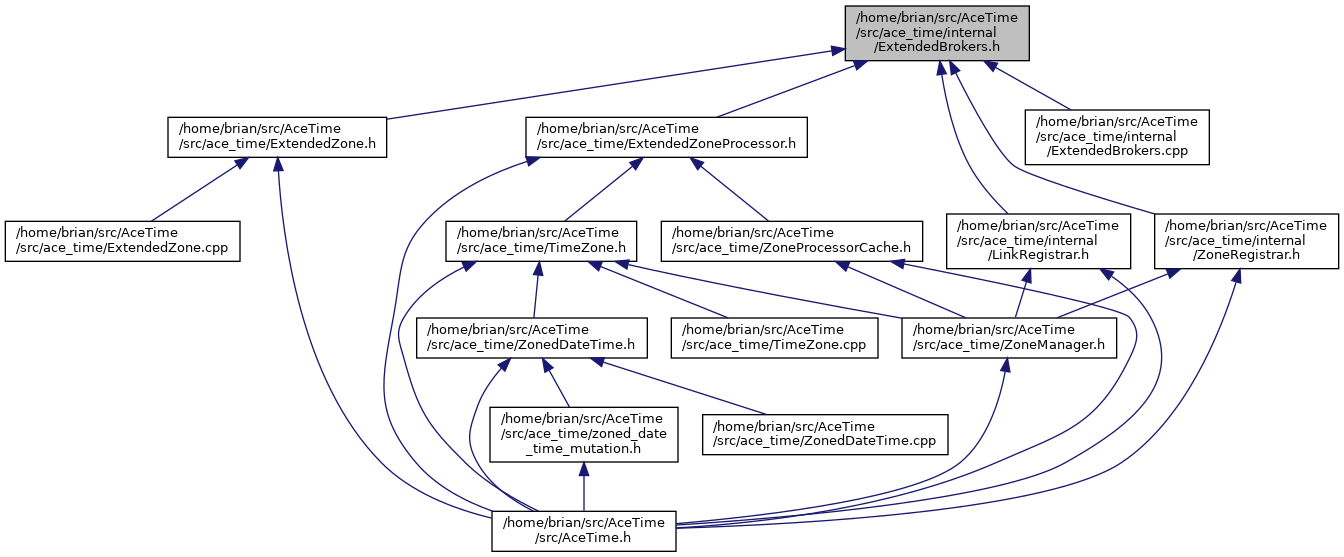 /home/brian/src/AceTime
/src/ace_time/internal
/ExtendedBrokers.h
/home/brian/src/AceTime
/src/ace_time/ExtendedZone.h
/home/brian/src/AceTime
/src/ace_time/ExtendedZoneProcessor.h
/home/brian/src/AceTime
/src/ace_time/internal
/ExtendedBrokers.cpp
/home/brian/src/AceTime
/src/ace_time/ExtendedZone.cpp
/home/brian/src/AceTime
/src/ace_time/TimeZone.h
/home/brian/src/AceTime
/src/ace_time/ZoneProcessorCache.h
/home/brian/src/AceTime
/src/ace_time/internal
/LinkRegistrar.h
/home/brian/src/AceTime
/src/ace_time/internal
/ZoneRegistrar.h
/home/brian/src/AceTime
/src/ace_time/ZonedDateTime.h
/home/brian/src/AceTime
/src/ace_time/TimeZone.cpp
/home/brian/src/AceTime
/src/ace_time/ZoneManager.h
/home/brian/src/AceTime
/src/ace_time/zoned_date
_time_mutation.h
/home/brian/src/AceTime
/src/ace_time/ZonedDateTime.cpp
/home/brian/src/AceTime
/src/AceTime.h